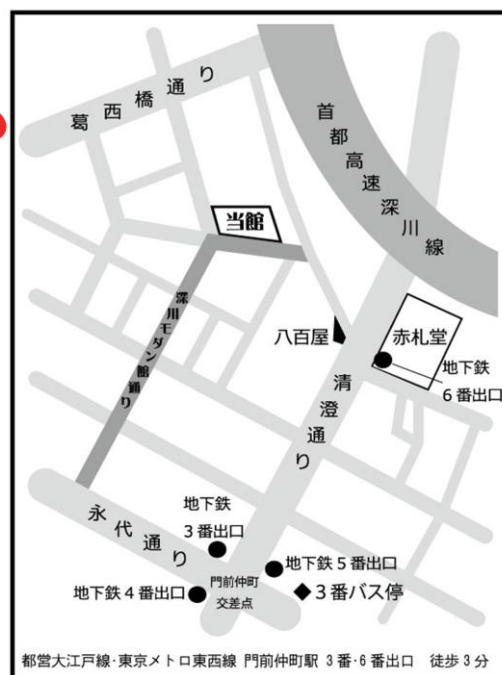 葛西橋通り
首都高速深川線
当館
深川モダン館通り
八百屋
赤札堂
地下鉄
6番出口
清澄通り
永代通り
地下鉄
3番出口
地下鉄5番出口
門前仲町
交差点
地下鉄4番出口
◆3番バス停
都営大江戸線・東京メトロ東西線 門前仲町駅 3番・6番出口 徒歩3分